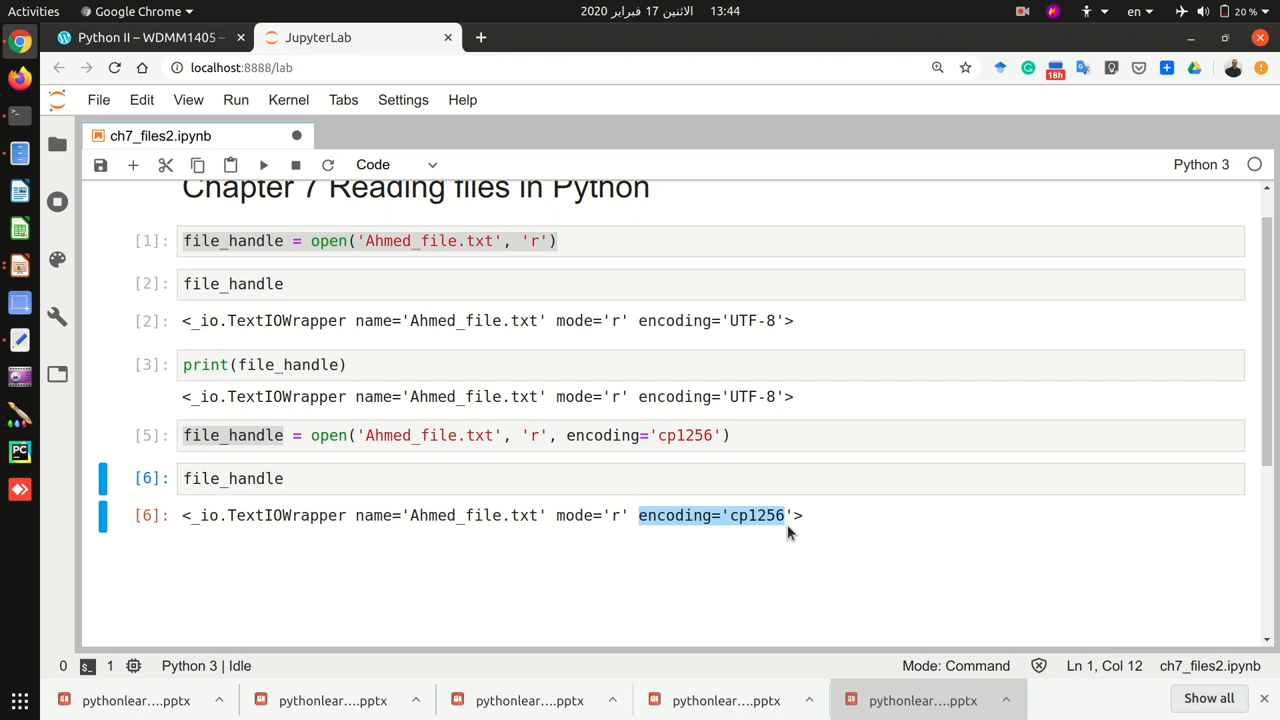 Activities
Google Chrome
الاثنين 17 فبراير 2020 13:44
en
20 %
Python II – WDMM1405 –
JupyterLab
localhost:8888/lab
18h
File Edit View Run Kernel Tabs Settings Help
ch7_files2.ipynb
Code
Python 3
Chapter 7 Reading files in Python
[1]: file_handle = open('Ahmed_file.txt', 'r')
[2]: file_handle
[2]: <_io.TextIOWrapper name='Ahmed_file.txt' mode='r' encoding='UTF-8'>
[3]: print(file_handle)
<_io.TextIOWrapper name='Ahmed_file.txt' mode='r' encoding='UTF-8'>
[5]: file_handle = open('Ahmed_file.txt', 'r', encoding='cp1256')
[6]: file_handle
[6]: <_io.TextIOWrapper name='Ahmed_file.txt' mode='r' encoding='cp1256'>
0 1 Python 3 | Idle Mode: Command Ln 1, Col 12 ch7_files2.ipynb
pythonlear....pptx pythonlear....pptx pythonlear....pptx pythonlear....pptx pythonlear....pptx Show all